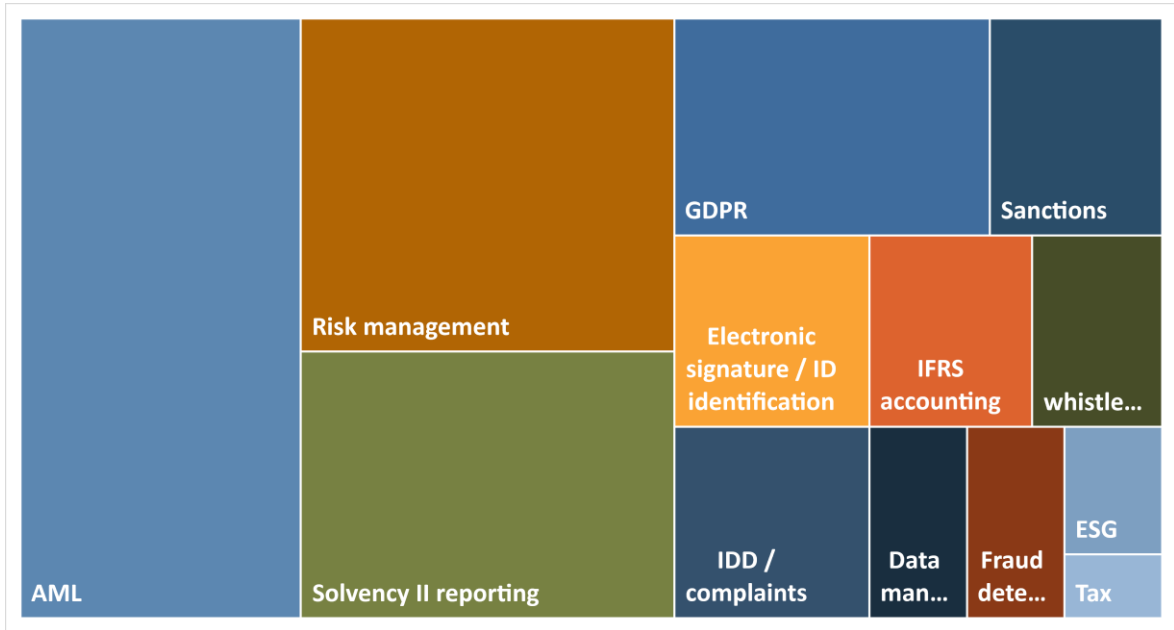 AML
Risk management
Solvency II reporting
GDPR
Sanctions
Electronic
signature / ID
identification
IFRS
accounting
whistle...
IDD /
complaints
Data
man...
Fraud
dete...
ESG
Tax